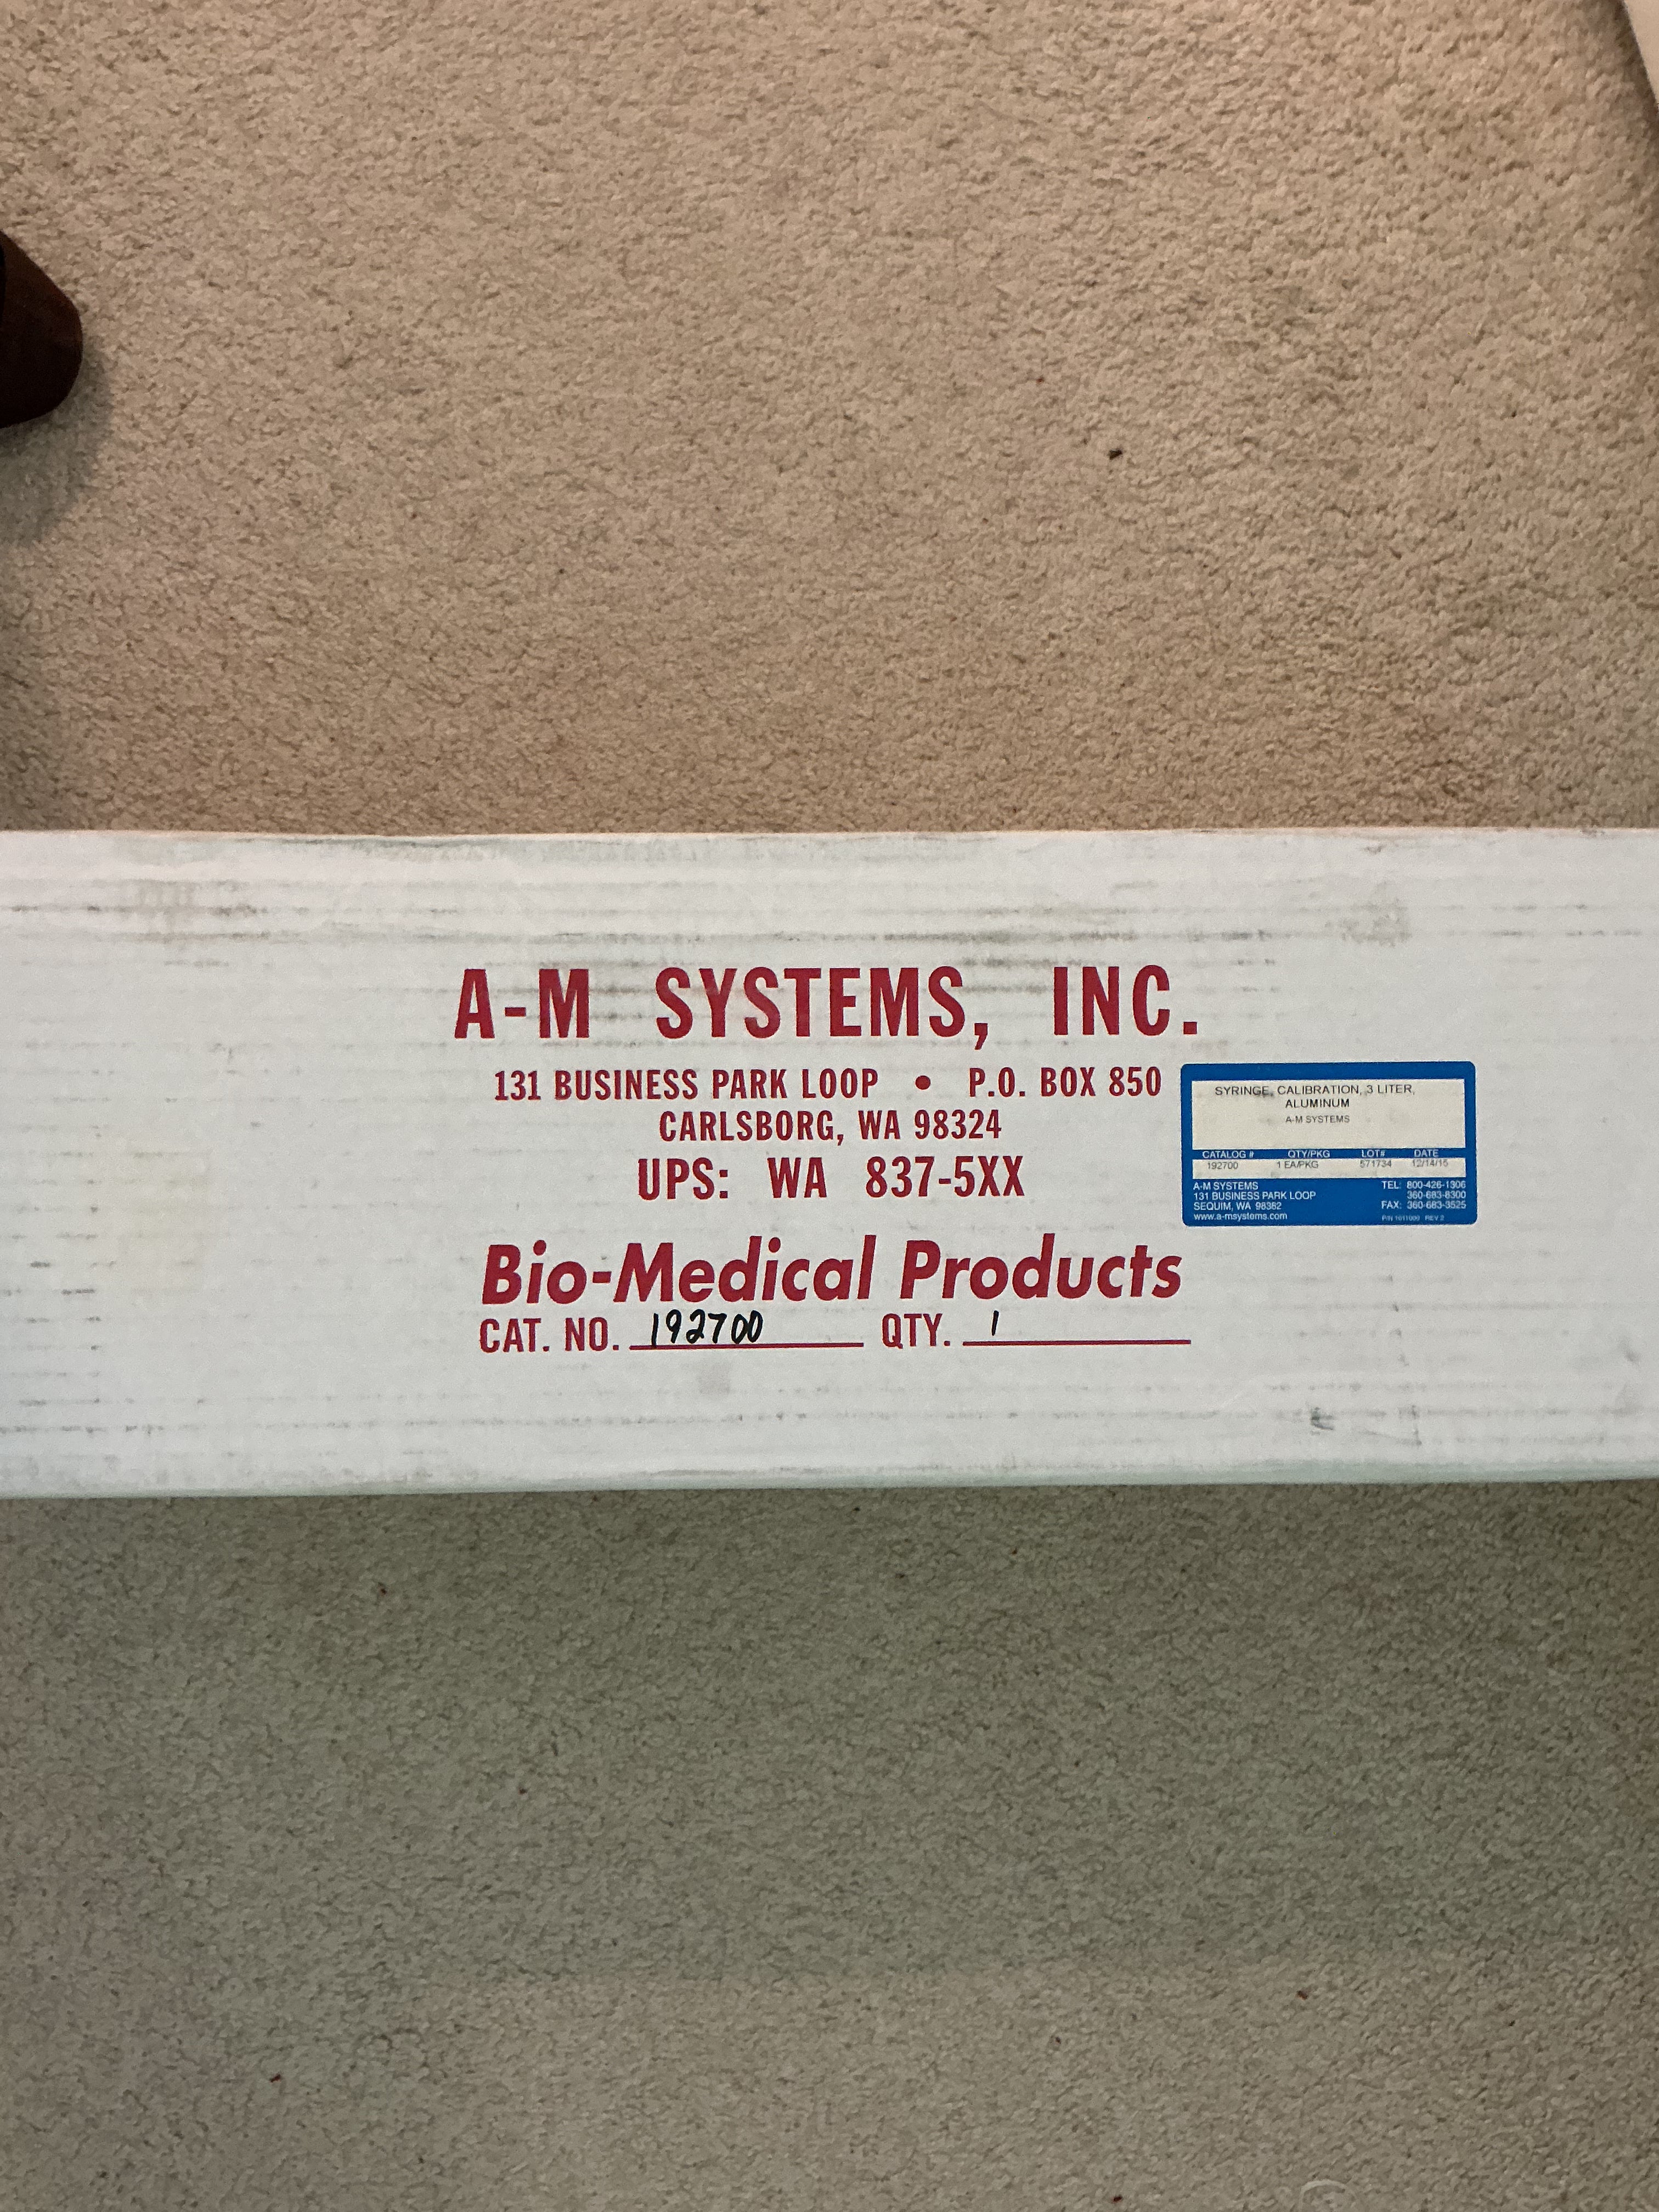 A-M SYSTEMS, INC.
131 BUSINESS PARK LOOP • P.O. BOX 850
CARLSBORG, WA 98324
UPS: WA 837-5XX
Bio-Medical Products
CAT. NO. 192700 QTY. 1
SYRINGE, CALIBRATION, 3 LITER,
ALUMINUM
A-M SYSTEMS
CATALOG # QTY/PKG LOT# DATE
192700 1 EA/PKG 571734 12/14/15
A-M SYSTEMS TEL: 800-426-1306
131 BUSINESS PARK LOOP 360-683-8300
SEQUIM, WA 98382 FAX: 360-683-3525
www.a-msystems.com REV 2